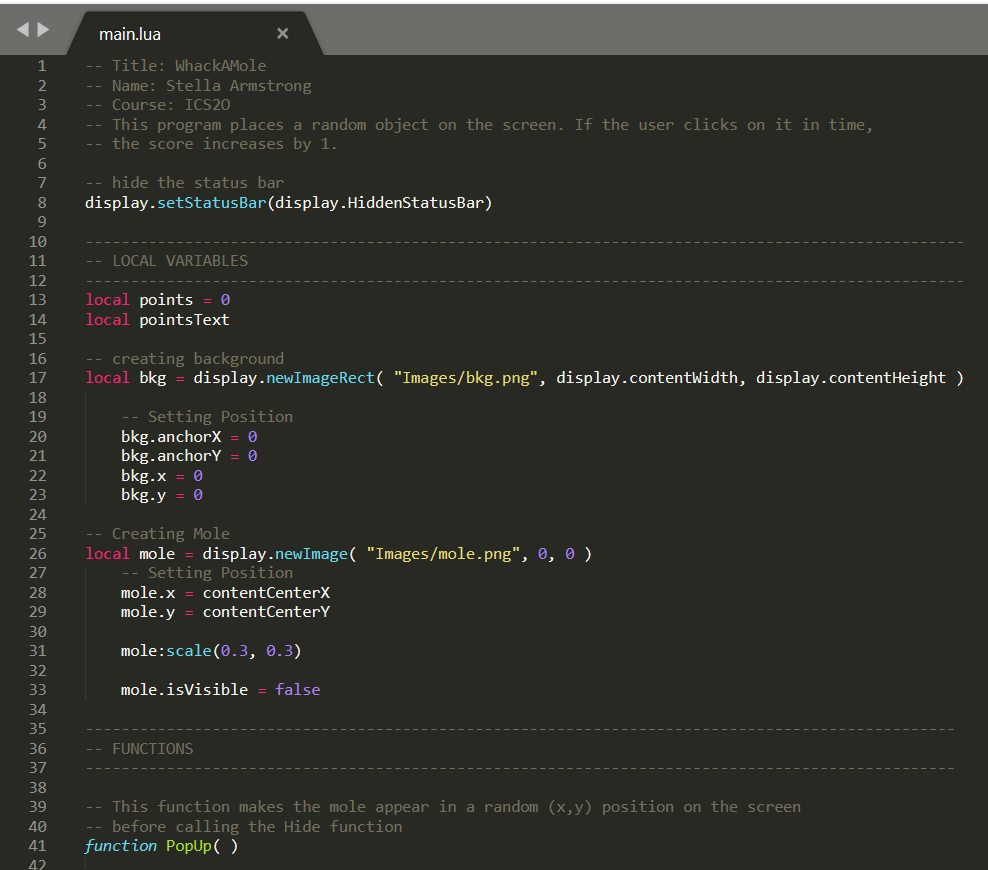 main.lua ×
1 -- Title: WhackAMole
2 -- Name: Stella Armstrong
3 -- Course: ICS2O
4 -- This program places a random object on the screen. If the user clicks on it in time,
5 -- the score increases by 1.
6
7 -- hide the status bar
8 display.setStatusBar(display.HiddenStatusBar)
9
10 -------------------------------------------------------------------------------------------------
11 -- LOCAL VARIABLES
12 -------------------------------------------------------------------------------------------------
13 local points = 0
14 local pointsText
15
16 -- creating background
17 local bkg = display.newImageRect( "Images/bkg.png", display.contentWidth, display.contentHeight )
18
19     -- Setting Position
20     bkg.anchorX = 0
21     bkg.anchorY = 0
22     bkg.x = 0
23     bkg.y = 0
24
25 -- Creating Mole
26 local mole = display.newImage( "Images/mole.png", 0, 0 )
27     -- Setting Position
28     mole.x = contentCenterX
29     mole.y = contentCenterY
30
31     mole:scale(0.3, 0.3)
32
33     mole.isVisible = false
34
35 ------------------------------------------------------------------------------------------------
36 -- FUNCTIONS
37 ------------------------------------------------------------------------------------------------
38
39 -- This function makes the mole appear in a random (x,y) position on the screen
40 -- before calling the Hide function
41 function PopUp( )
42